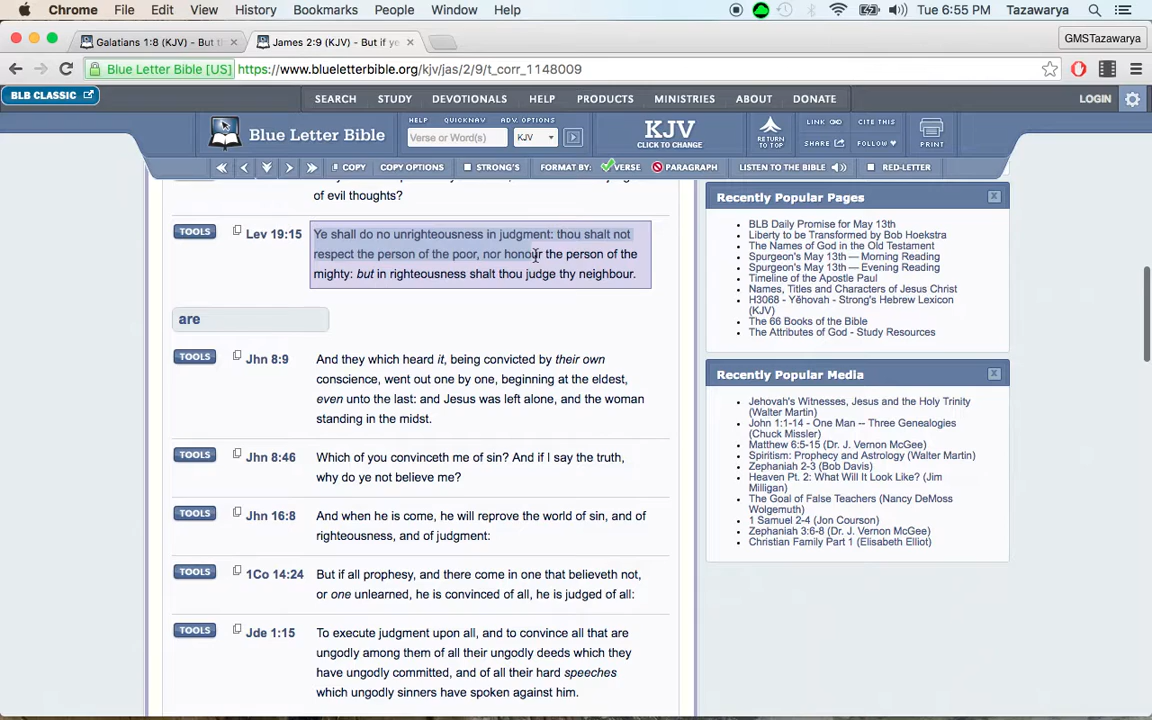 Chrome File Edit View History Bookmarks People Window Help Tue 6:55 PM Tazawarya
Galatians 1:8 (KJV) - But th
James 2:9 (KJV) - But if ye
GMSTazawarya
Blue Letter Bible [US] https://www.blueletterbible.org/kjv/jas/2/9/t_corr_1148009
BLB CLASSIC
SEARCH STUDY DEVOTIONALS HELP PRODUCTS MINISTRIES ABOUT DONATE LOGIN
HELP QUICKNAV ADV. OPTIONS
Blue Letter Bible
Verse or Word(s) KJV
KJV
CLICK TO CHANGE
RETURN
TO TOP
LINK CITE THIS
SHARE FOLLOW
PRINT
COPY COPY OPTIONS STRONG'S FORMAT BY: VERSE PARAGRAPH LISTEN TO THE BIBLE RED-LETTER
of evil thoughts?
TOOLS Lev 19:15 Ye shall do no unrighteousness in judgment: thou shalt not
respect the person of the poor, nor honour the person of the
mighty: but in righteousness shalt thou judge thy neighbour.
are
TOOLS Jhn 8:9 And they which heard it, being convicted by their own
conscience, went out one by one, beginning at the eldest,
even unto the last: and Jesus was left alone, and the woman
standing in the midst.
TOOLS Jhn 8:46 Which of you convinceth me of sin? And if I say the truth,
why do ye not believe me?
TOOLS Jhn 16:8 And when he is come, he will reprove the world of sin, and of
righteousness, and of judgment:
TOOLS 1Co 14:24 But if all prophesy, and there come in one that believeth not,
or one unlearned, he is convinced of all, he is judged of all:
TOOLS Jde 1:15 To execute judgment upon all, and to convince all that are
ungodly among them of all their ungodly deeds which they
have ungodly committed, and of all their hard speeches
which ungodly sinners have spoken against him.
Recently Popular Pages
BLB Daily Promise for May 13th
Liberty to be Transformed by Bob Hoekstra
The Names of God in the Old Testament
Spurgeon's May 13th — Morning Reading
Spurgeon's May 13th — Evening Reading
Timeline of the Apostle Paul
Names, Titles and Characters of Jesus Christ
H3068 - Yĕhovah - Strong's Hebrew Lexicon
(KJV)
The 66 Books of the Bible
The Attributes of God - Study Resources
Recently Popular Media
Jehovah's Witnesses, Jesus and the Holy Trinity
(Walter Martin)
John 1:1-14 - One Man -- Three Genealogies
(Chuck Missler)
Matthew 6:5-15 (Dr. J. Vernon McGee)
Spiritism: Prophecy and Astrology (Walter Martin)
Zephaniah 2-3 (Bob Davis)
Heaven Pt. 2: What Will It Look Like? (Jim
Milligan)
The Goal of False Teachers (Nancy DeMoss
Wolgemuth)
1 Samuel 2-4 (Jon Courson)
Zephaniah 3:6-8 (Dr. J. Vernon McGee)
Christian Family Part 1 (Elisabeth Elliot)